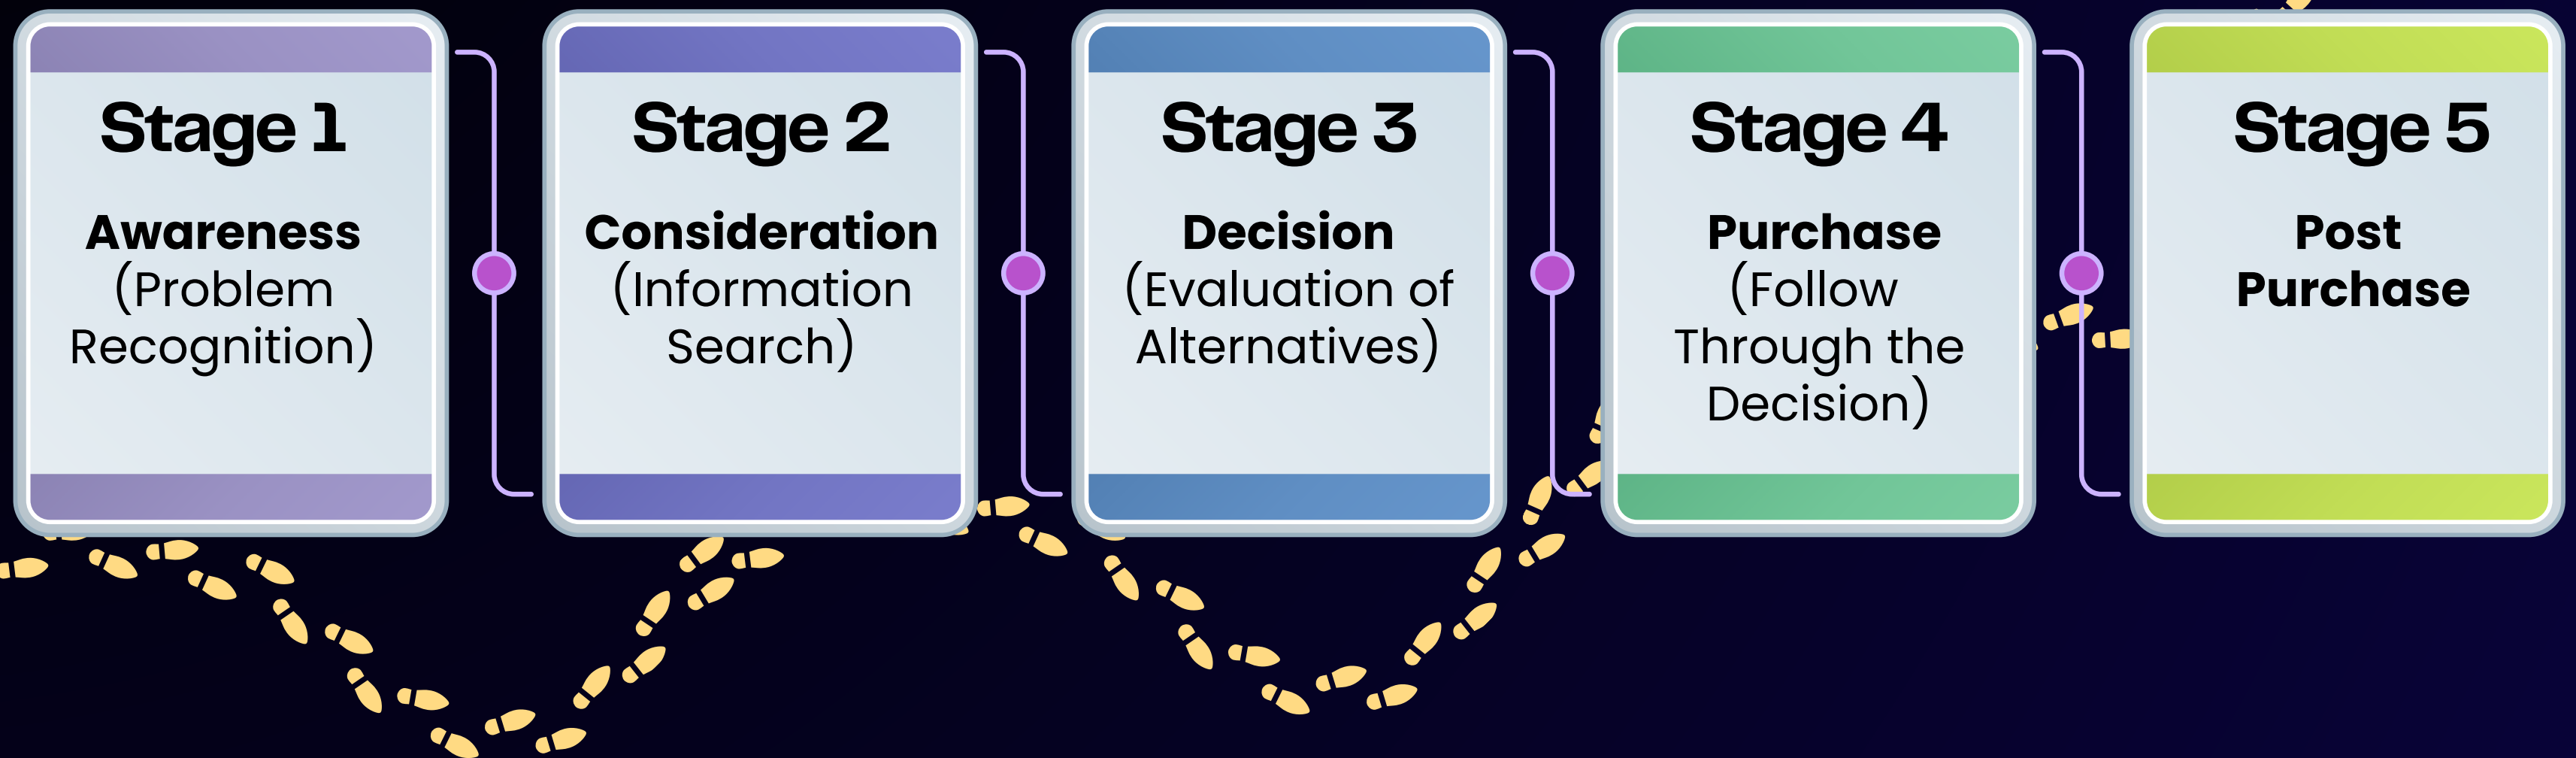 Stage 1
Awareness
(Problem
Recognition)
Stage 2
Consideration
(Information
Search)
Stage 3
Decision
(Evaluation of
Alternatives)
Stage 4
Purchase
(Follow
Through the
Decision)
Stage 5
Post
Purchase